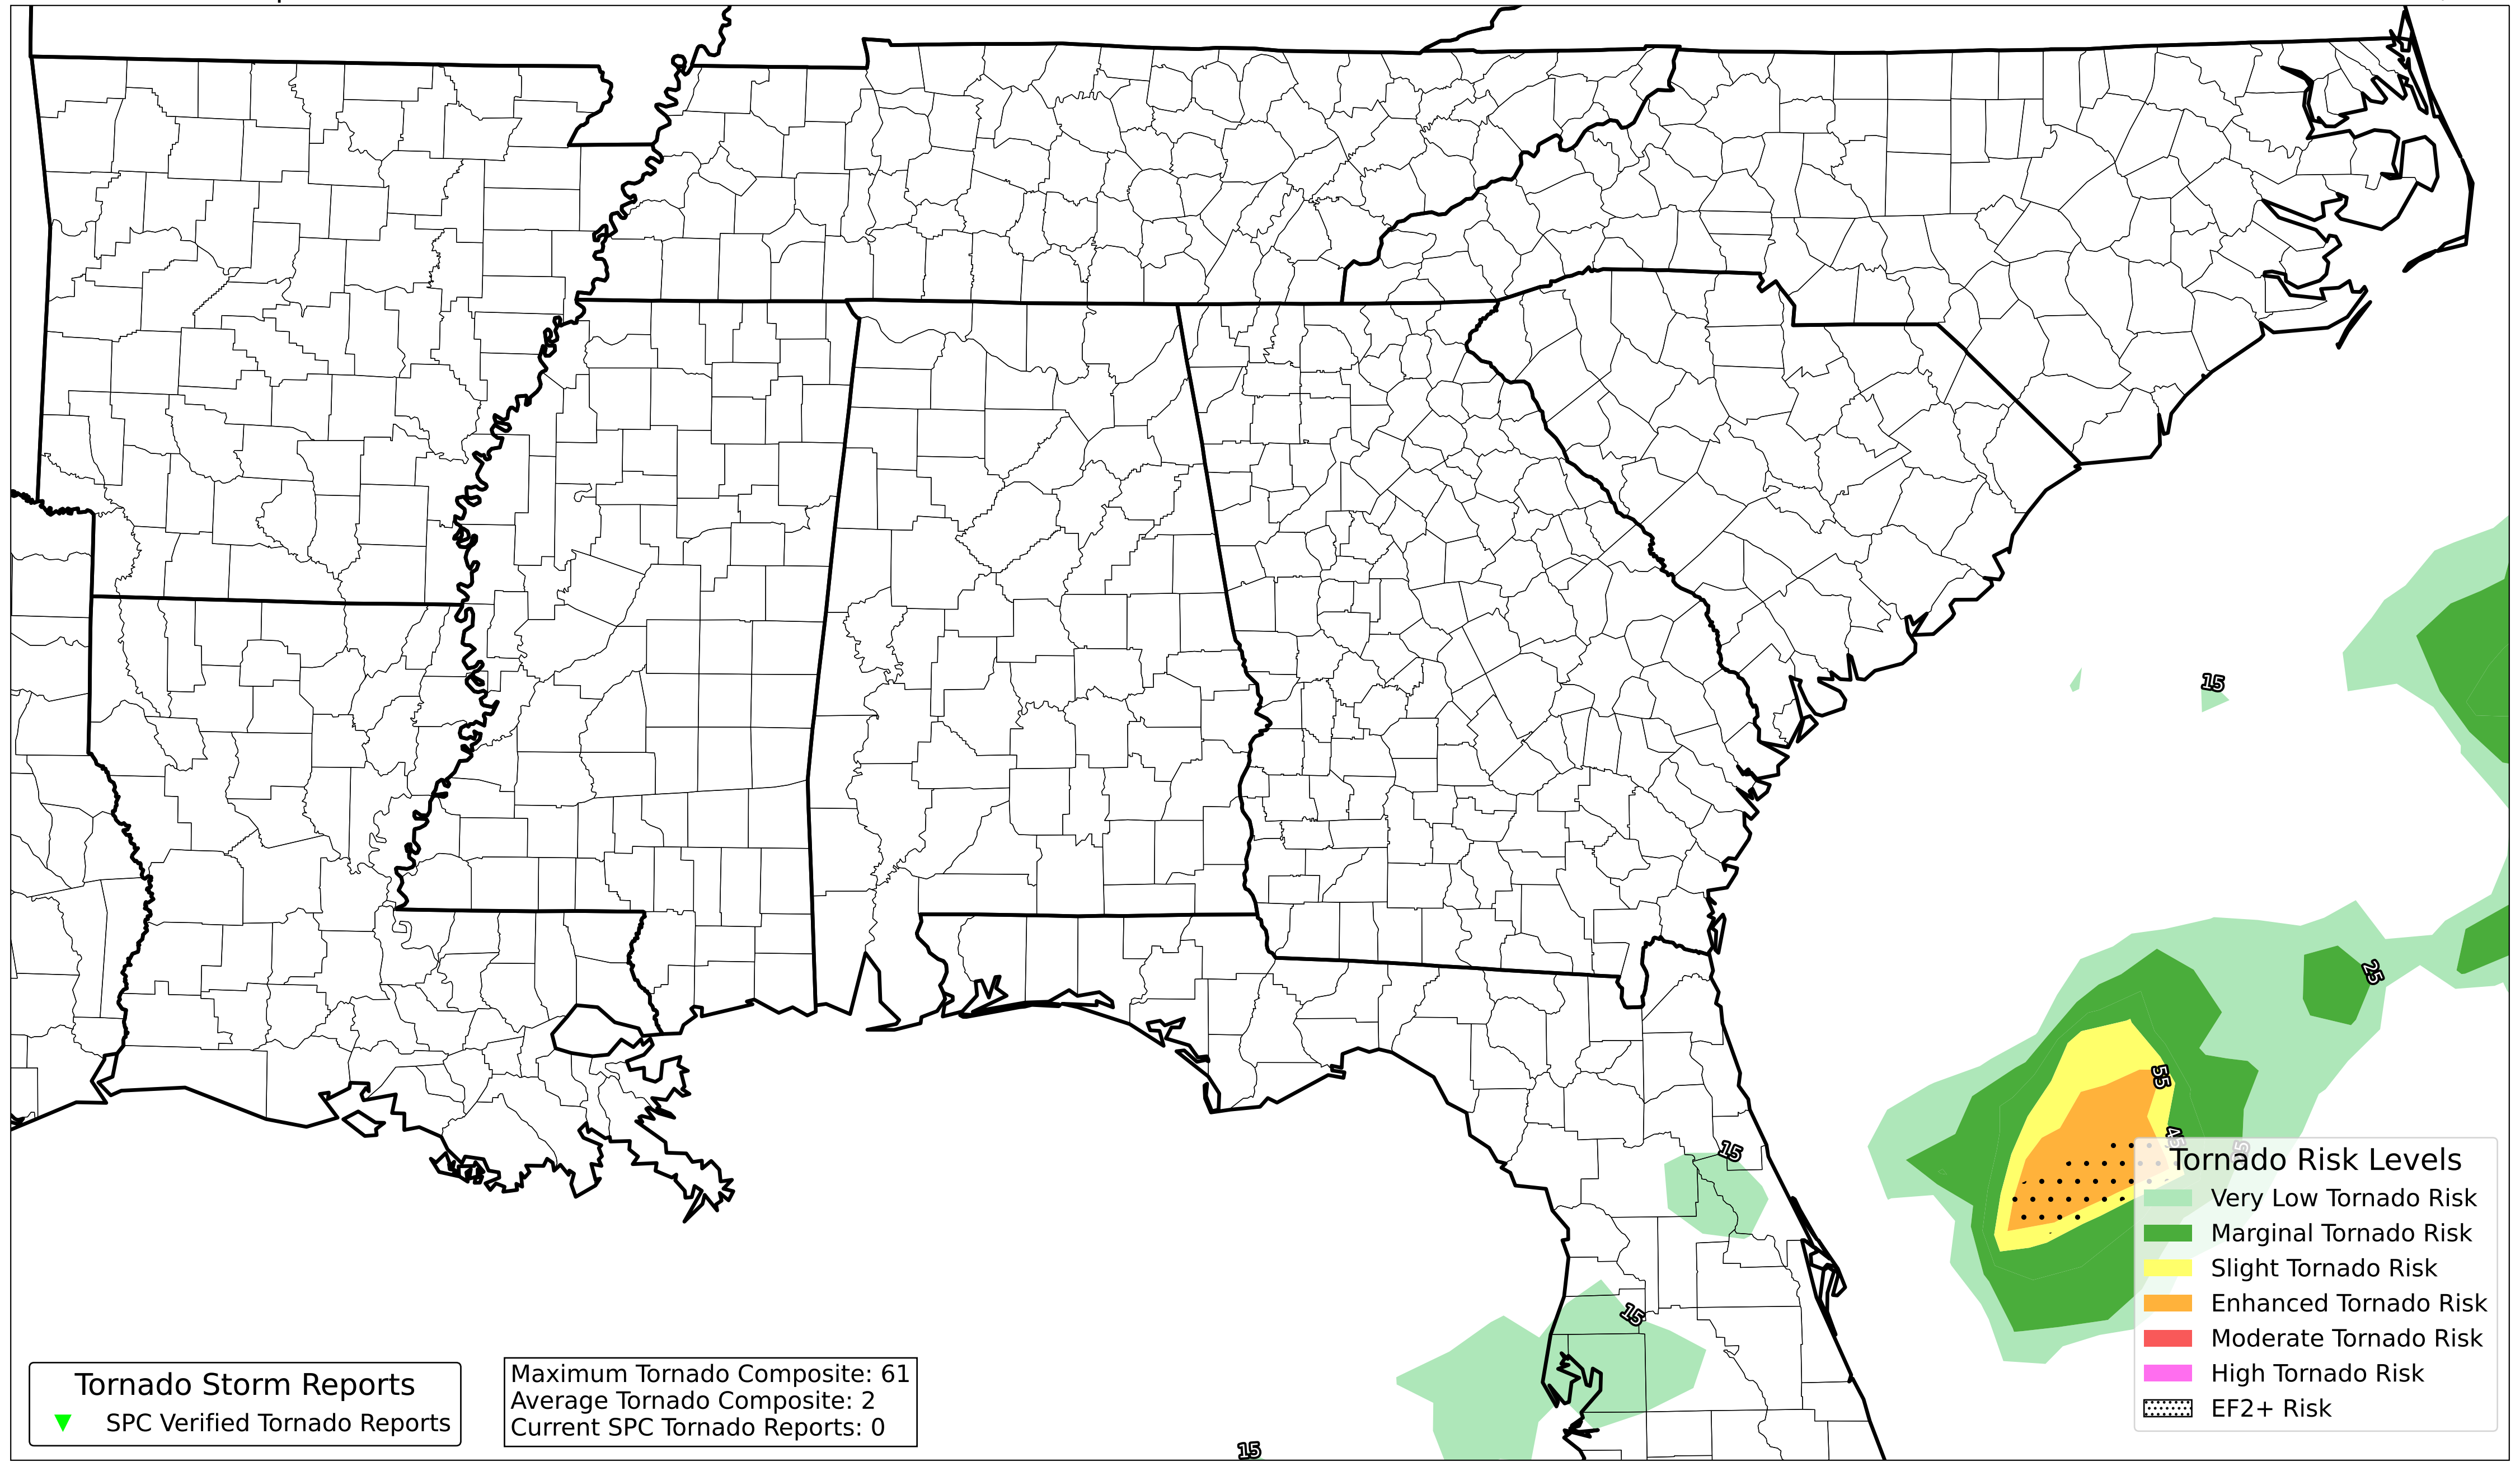 15
25
55
45
15
15
15
Tornado Risk Levels
Very Low Tornado Risk
Marginal Tornado Risk
Slight Tornado Risk
Enhanced Tornado Risk
Moderate Tornado Risk
High Tornado Risk
EF2+ Risk
Tornado Storm Reports
SPC Verified Tornado Reports
Maximum Tornado Composite: 61
Average Tornado Composite: 2
Current SPC Tornado Reports: 0